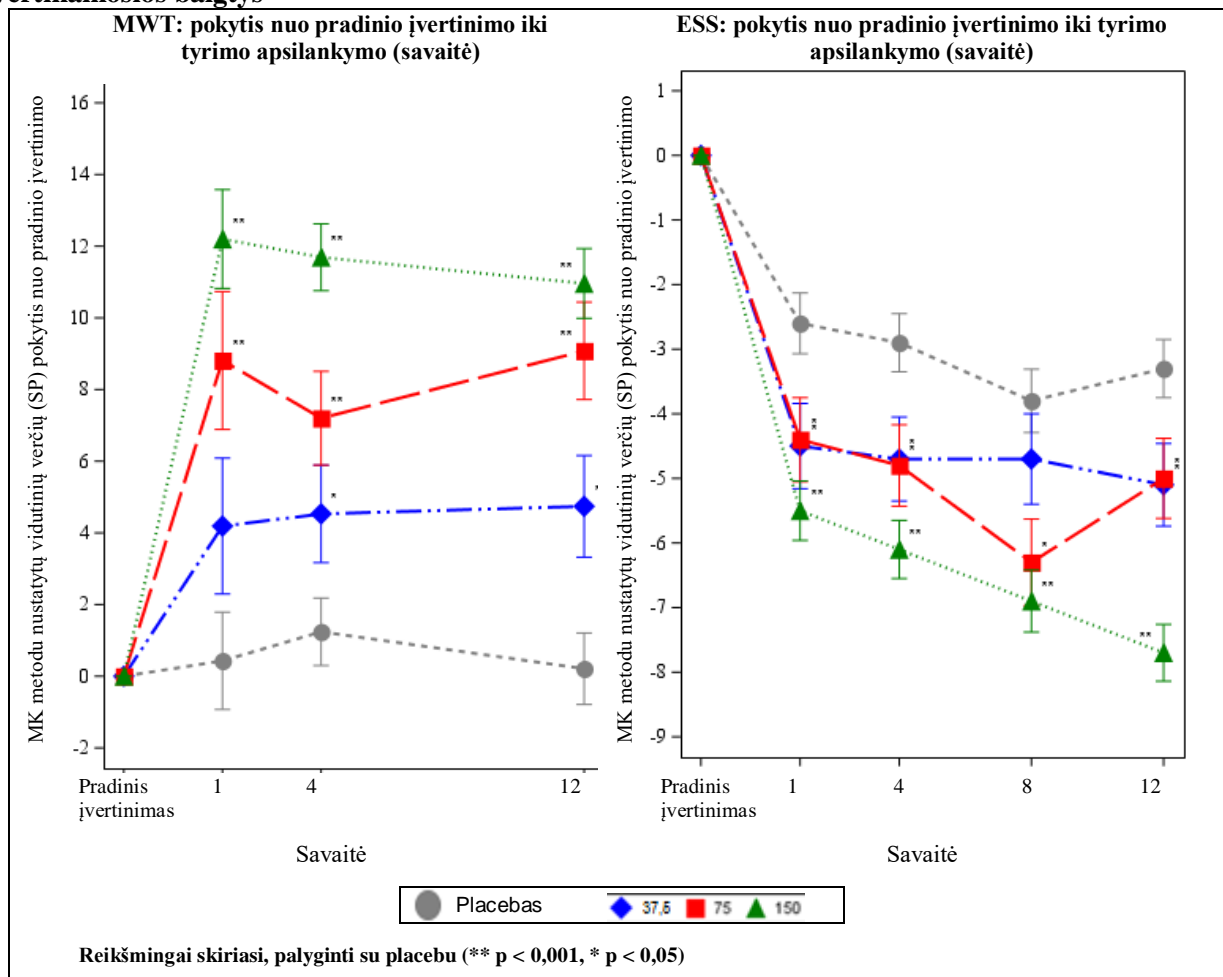 MWT: pokytis nuo pradinio įvertinimo iki
tyrimo apsilankymo (savaitė)
MK metodu nustatytų vidutinių verčių (SP) pokytis nuo pradinio įvertinimo
16
14
12
10
8
6
4
2
0
-2
**
**
**
**
**
**
*
Pradinis
įvertinimas
1
4
12
Savaitė
ESS: pokytis nuo pradinio įvertinimo iki tyrimo
apsilankymo (savaitė)
MK metodu nustatytų vidutinių verčių (SP) pokytis nuo pradinio įvertinimo
1
0
-1
-2
-3
-4
-5
-6
-7
-8
-9
**
**
*
**
**
Pradinis
įvertinimas
1
4
8
12
Savaitė
Placebas 37,5 75 150
Reikšmingai skiriasi, palyginti su placebu (** p < 0,001, * p < 0,05)